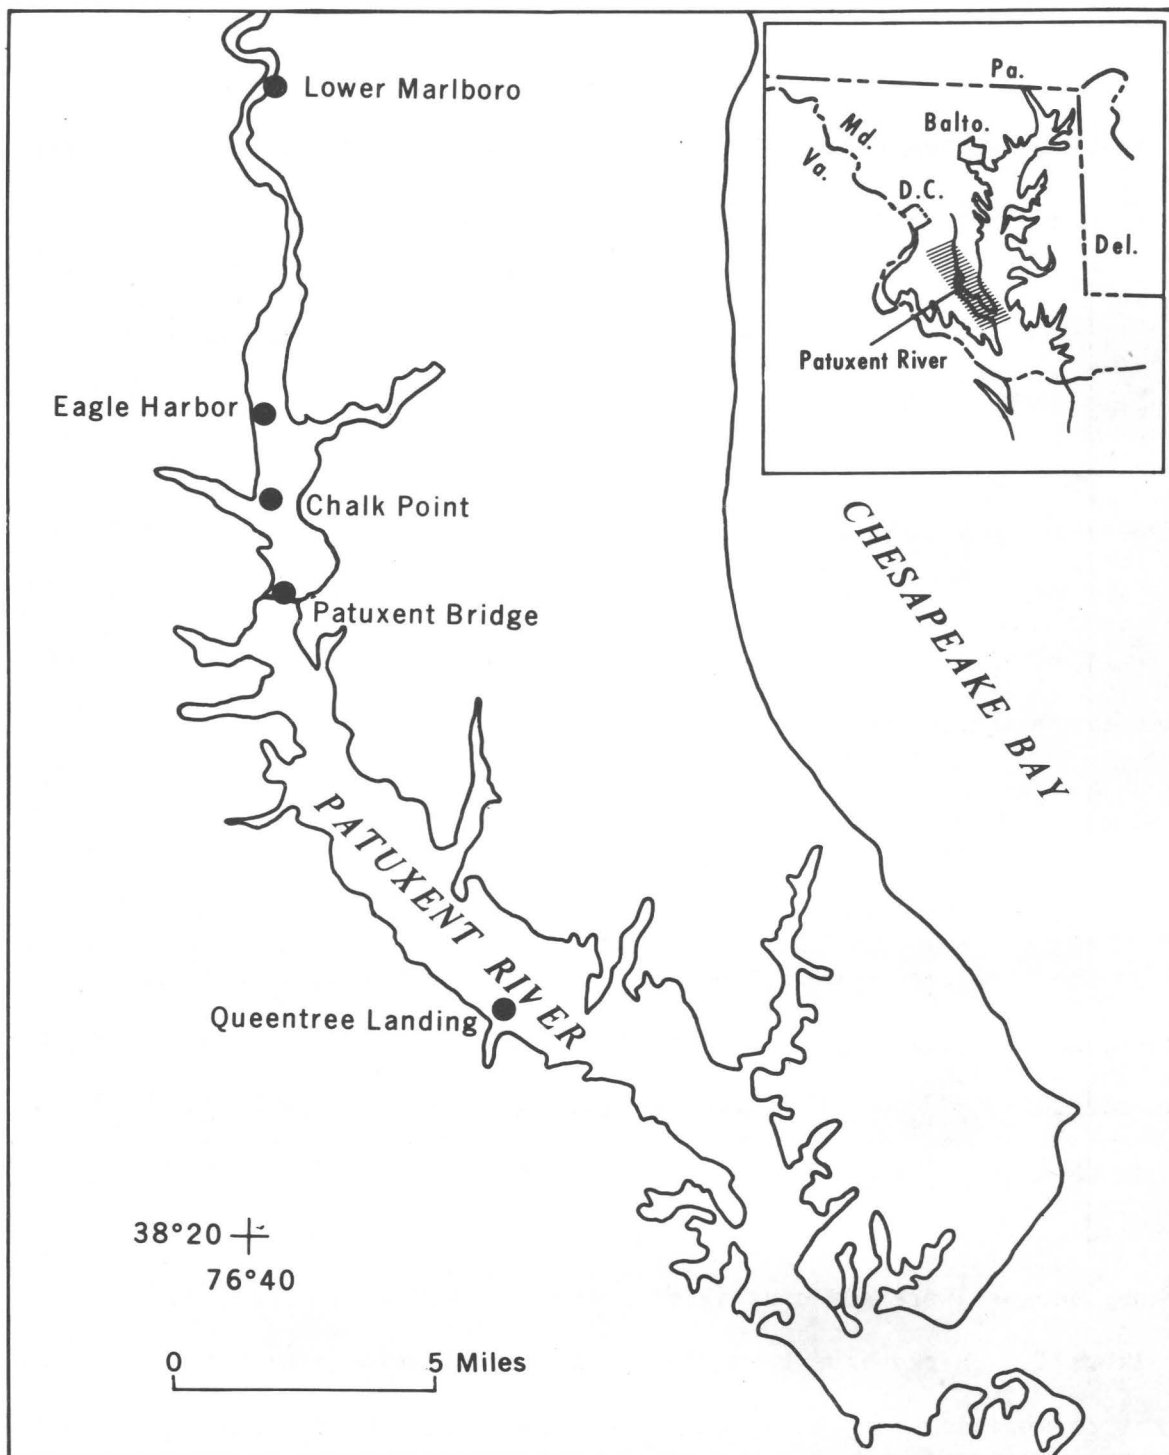 Lower Marlboro
Pa.
Balto.
Md.
Va.
D.C.
Del.
Patuxent River
Eagle Harbor
Chalk Point
Patuxent Bridge
CHESAPEAKE BAY
PATUXENT RIVER
Queentree Landing
38°20
76°40
0 5 Miles